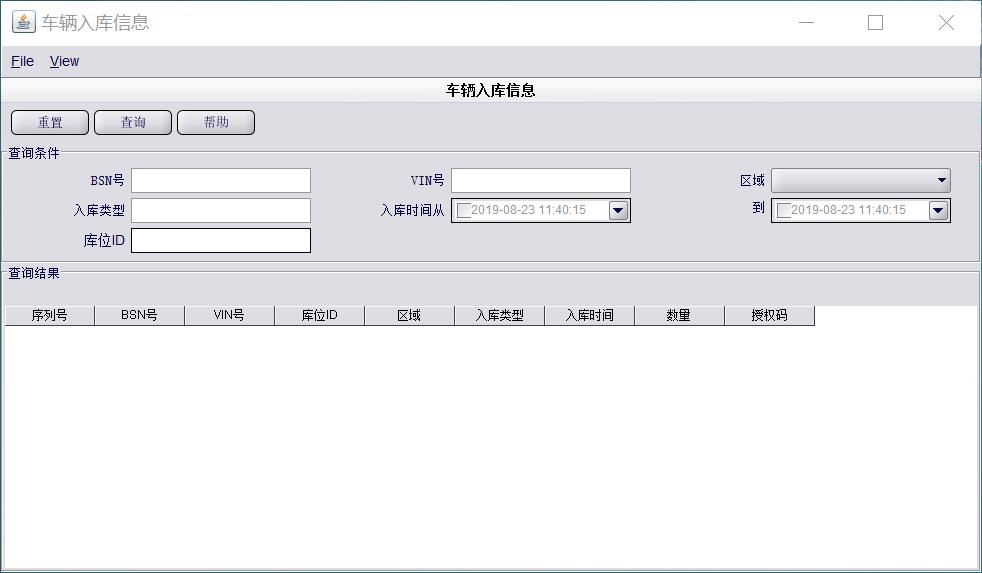 车辆入库信息
File View
车辆入库信息
重置 查询 帮助
查询条件
BSN号 VIN号 区域
入库类型 入库时间从 2019-08-23 11:40:15 到 2019-08-23 11:40:15
库位ID
查询结果
序列号 BSN号 VIN号 库位ID 区域 入库类型 入库时间 数量 授权码